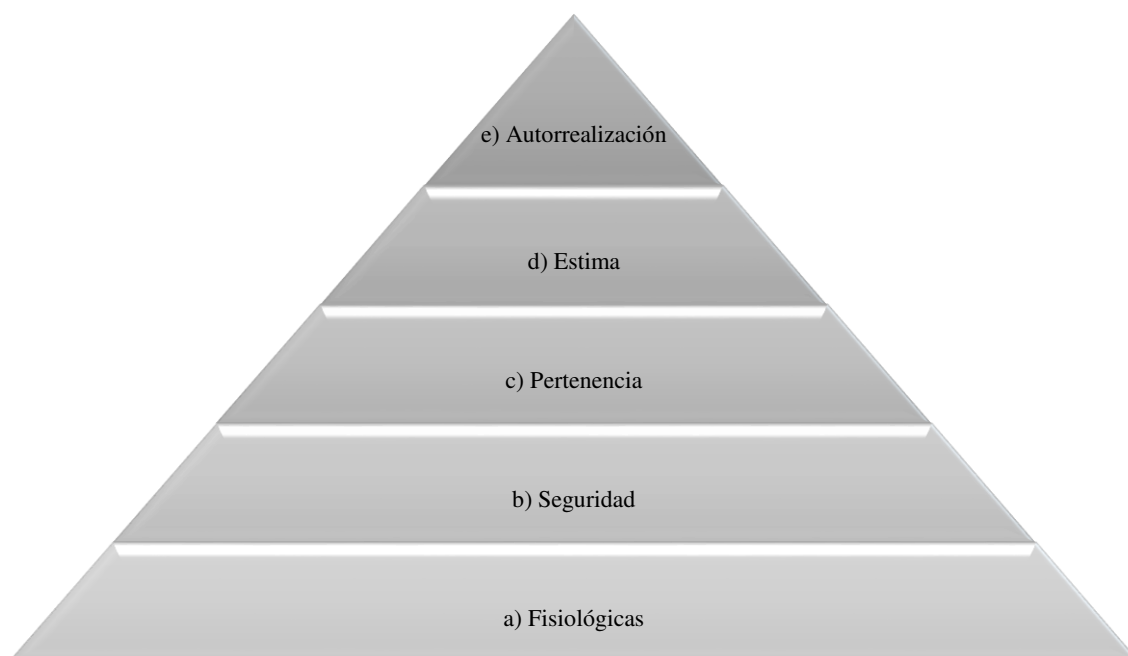 e) Autorrealización
d) Estima
c) Pertenencia
b) Seguridad
a) Fisiológicas